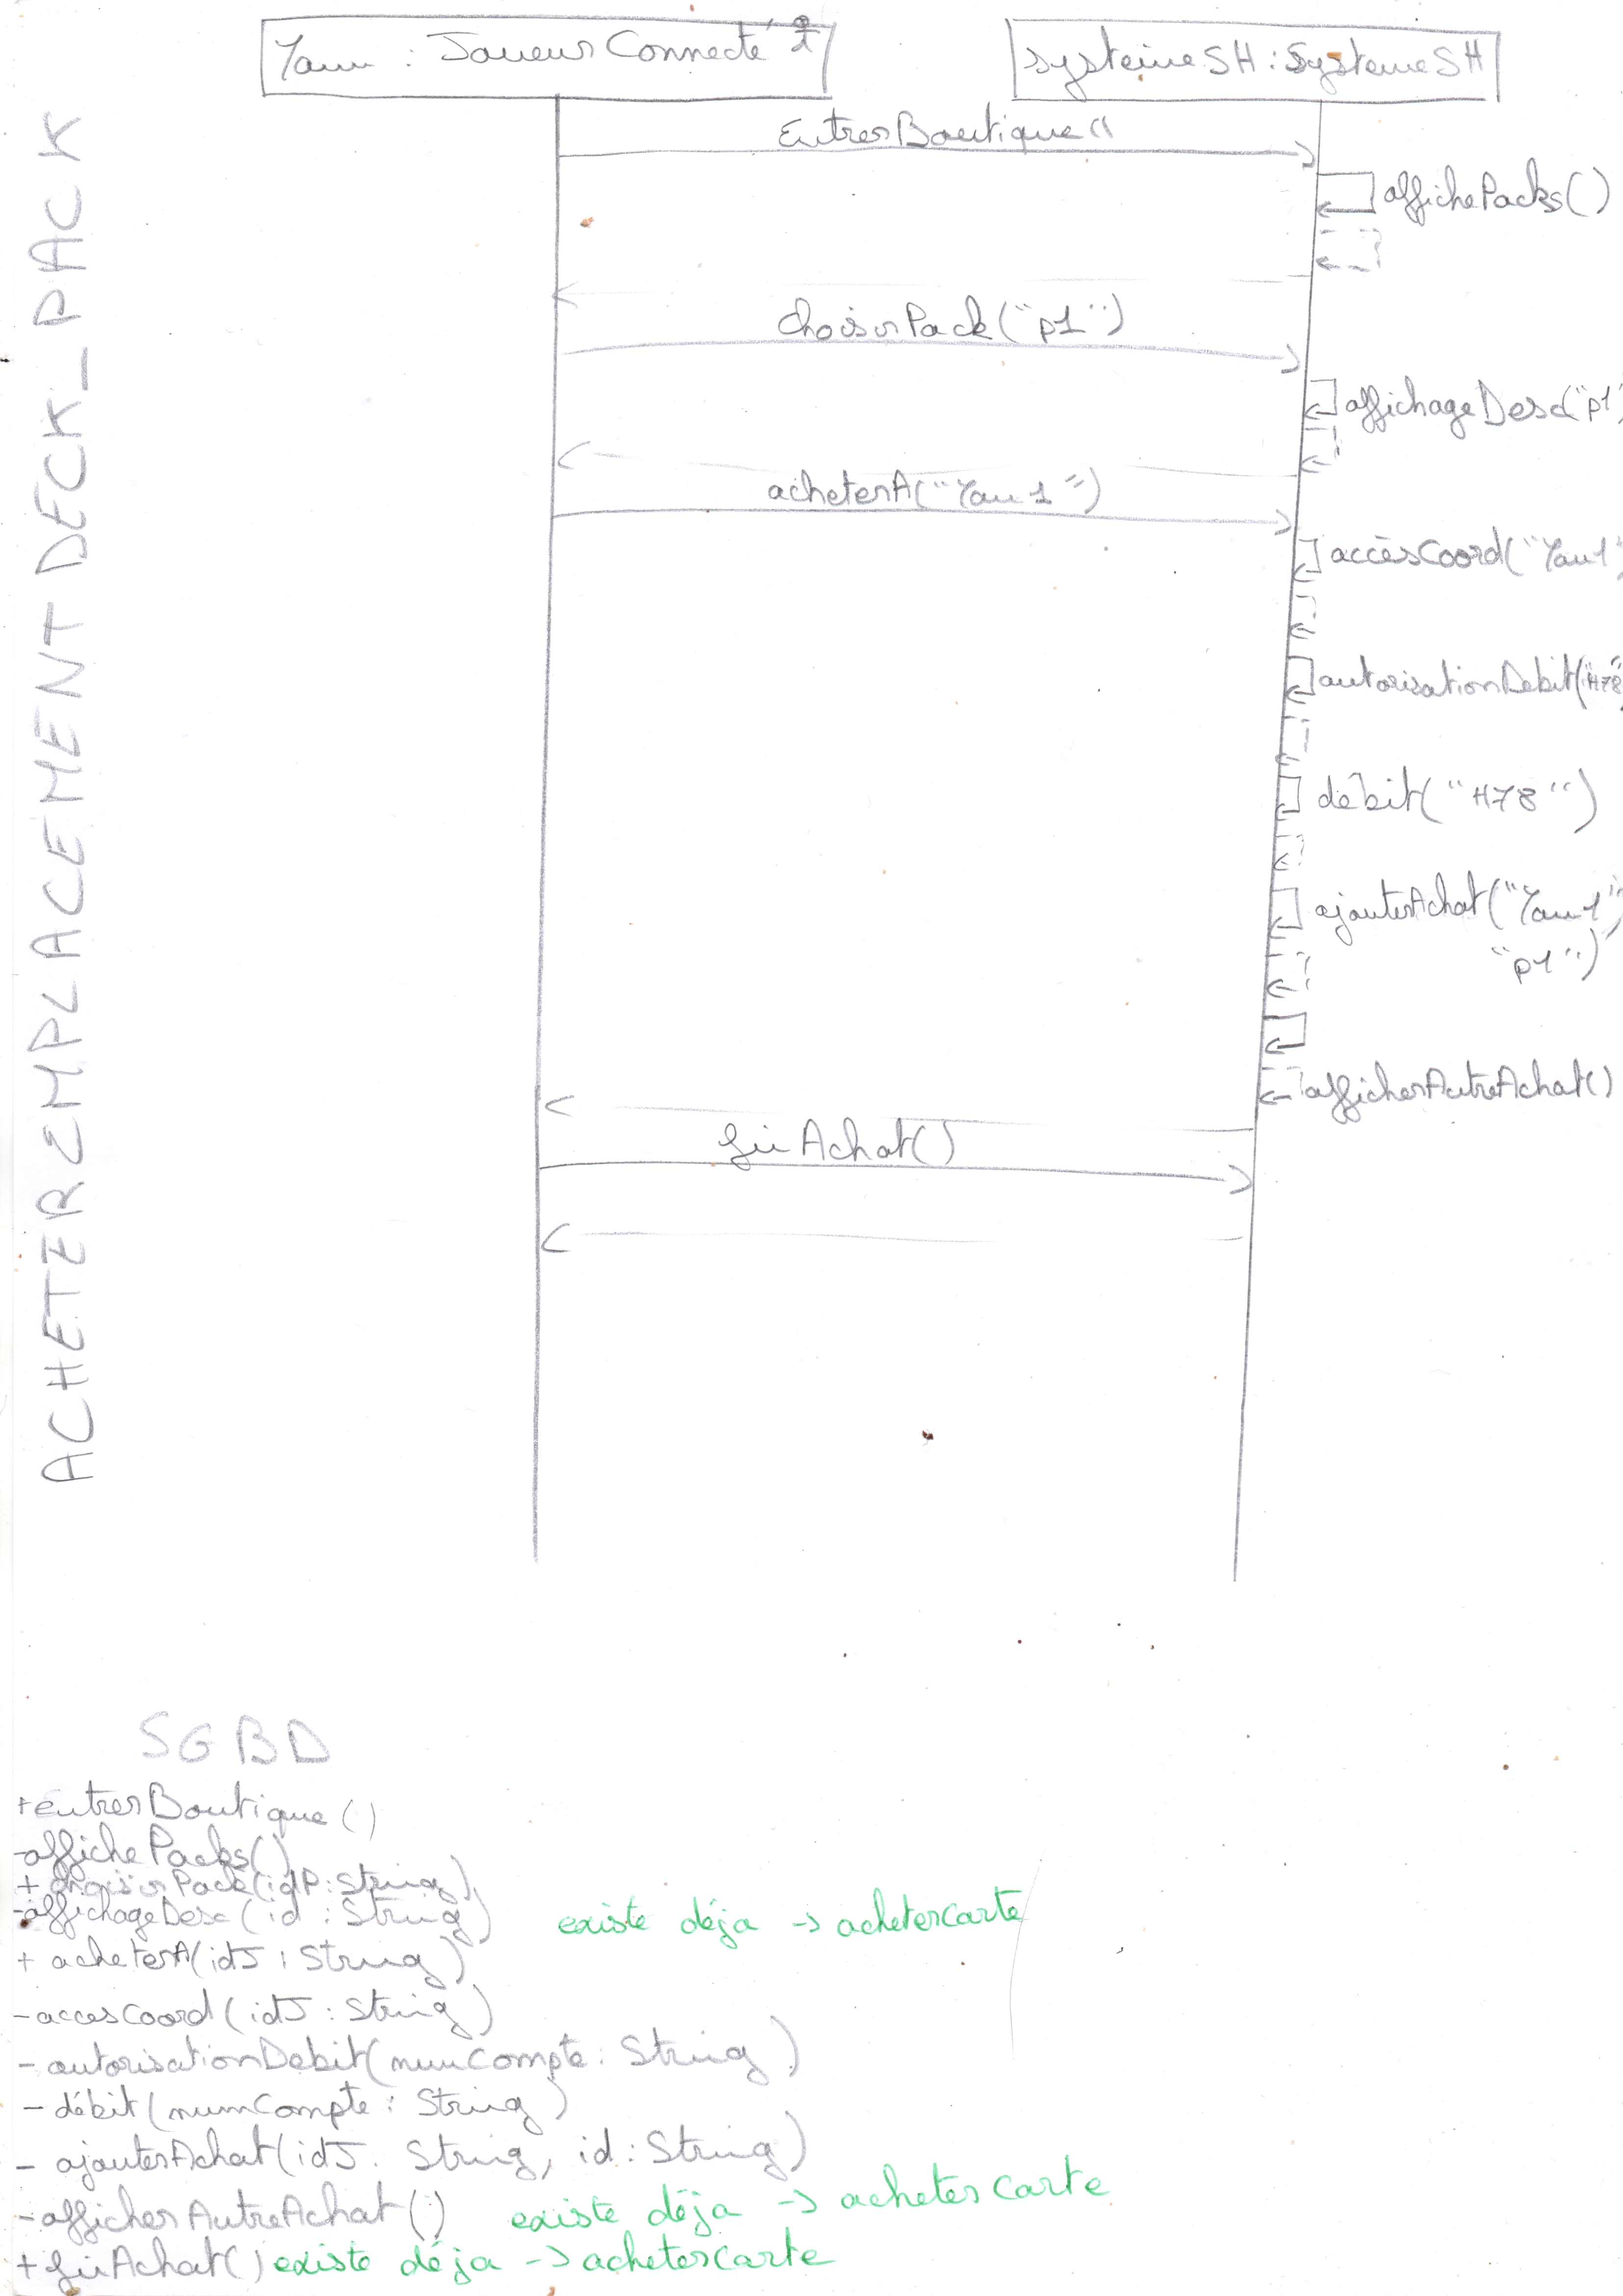 Yann : JoueurConnecté
systemeSH : SystemeSH
ACHETER EMPLACEMENT DECK_PACK
EntrerBoutique()
affichePacks()
choisirPack("p1")
affichageDesc("p1"
acheterA("Yan1")
accèsCoord("Yan1"
autorisationDebit("H78"
débit("H78")
ajouterAchat("Yan1",
"p1")
afficherAutreAchat()
finAchat()
SGBD
+entrerBoutique()
-affichePacks()
+ choisirPack(idP:String)
-affichageDesc(id : String) existe déja -> achetercarte
+ acheterA(idJ : String)
-accesCoord(idJ : String)
- autorisationDebit(numCompte : String)
- débit(numCompte : String)
- ajouterAchat(idJ : String, id : String)
-afficherAutreAchat() existe déja -> acheter carte
+finAchat() existe déja -> achetercarte